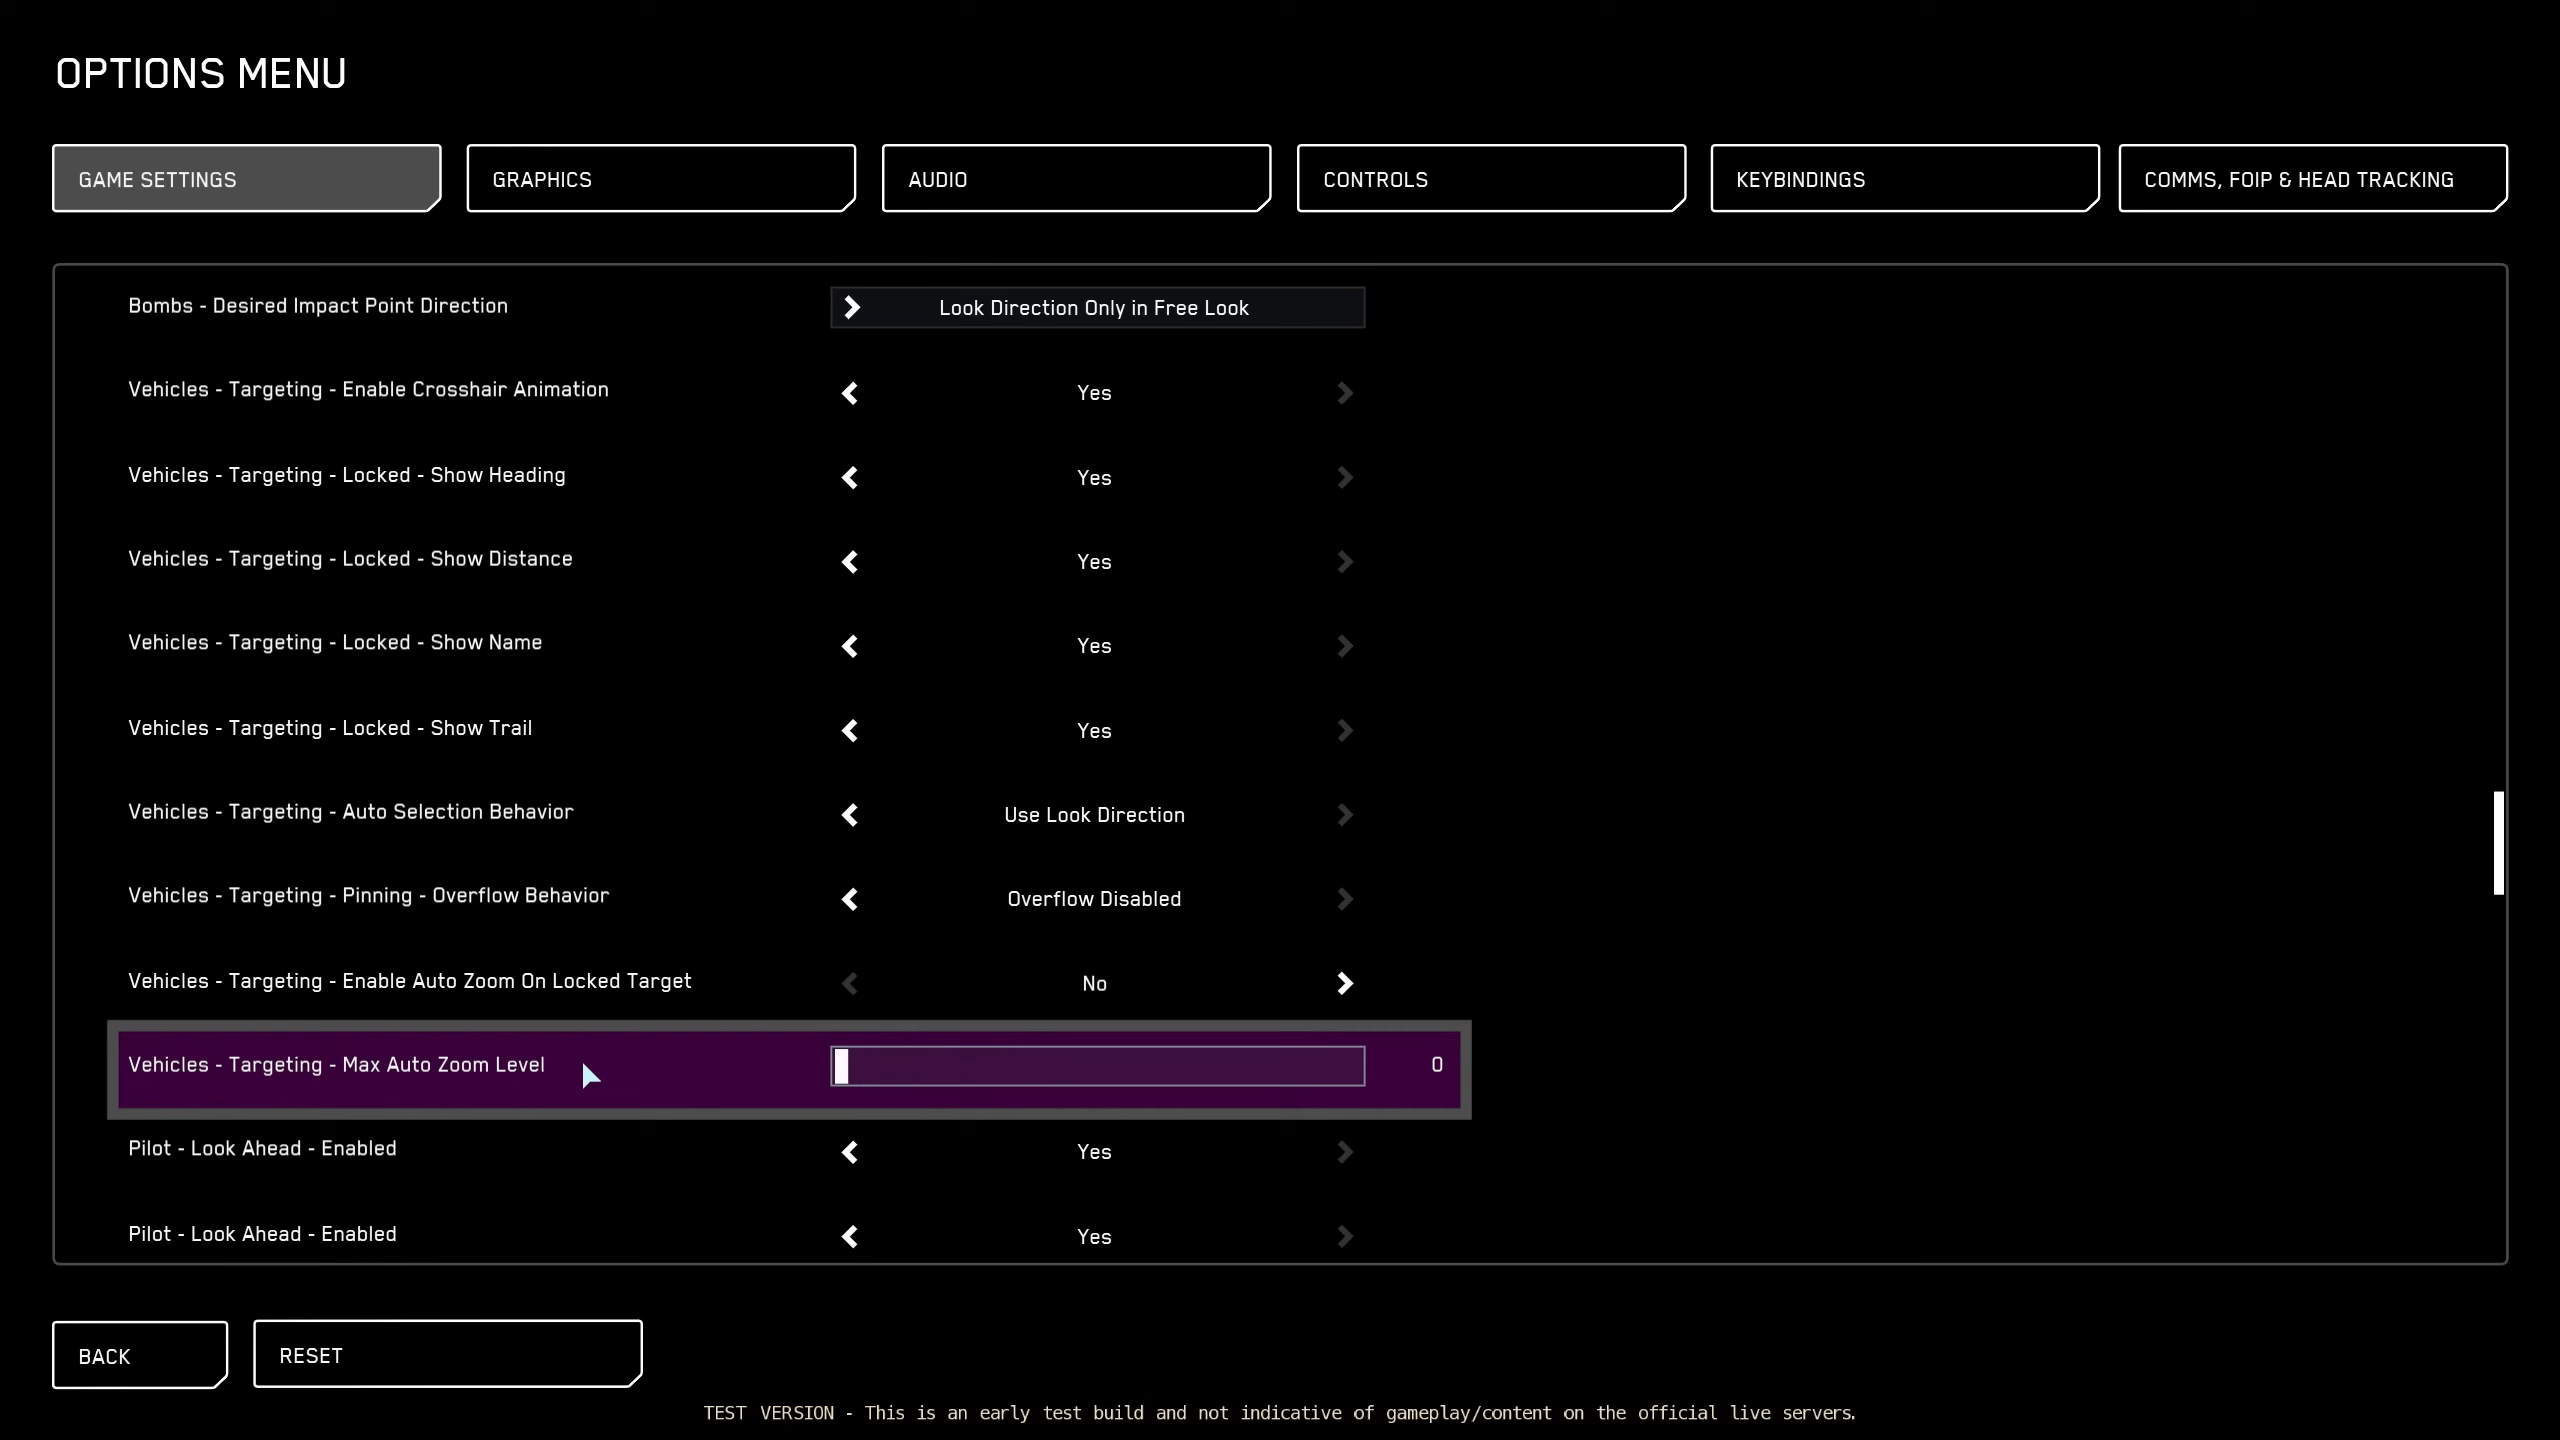 OPTIONS MENU
GAME SETTINGS
GRAPHICS
AUDIO
CONTROLS
KEYBINDINGS
COMMS, FOIP & HEAD TRACKING
Bombs - Desired Impact Point Direction
Look Direction Only in Free Look
Vehicles - Targeting - Enable Crosshair Animation
Yes
Vehicles - Targeting - Locked - Show Heading
Yes
Vehicles - Targeting - Locked - Show Distance
Yes
Vehicles - Targeting - Locked - Show Name
Yes
Vehicles - Targeting - Locked - Show Trail
Yes
Vehicles - Targeting - Auto Selection Behavior
Use Look Direction
Vehicles - Targeting - Pinning - Overflow Behavior
Overflow Disabled
Vehicles - Targeting - Enable Auto Zoom On Locked Target
No
Vehicles - Targeting - Max Auto Zoom Level
0
Pilot - Look Ahead - Enabled
Yes
Pilot - Look Ahead - Enabled
Yes
BACK
RESET
TEST VERSION - This is an early test build and not indicative of gameplay/content on the official live servers.